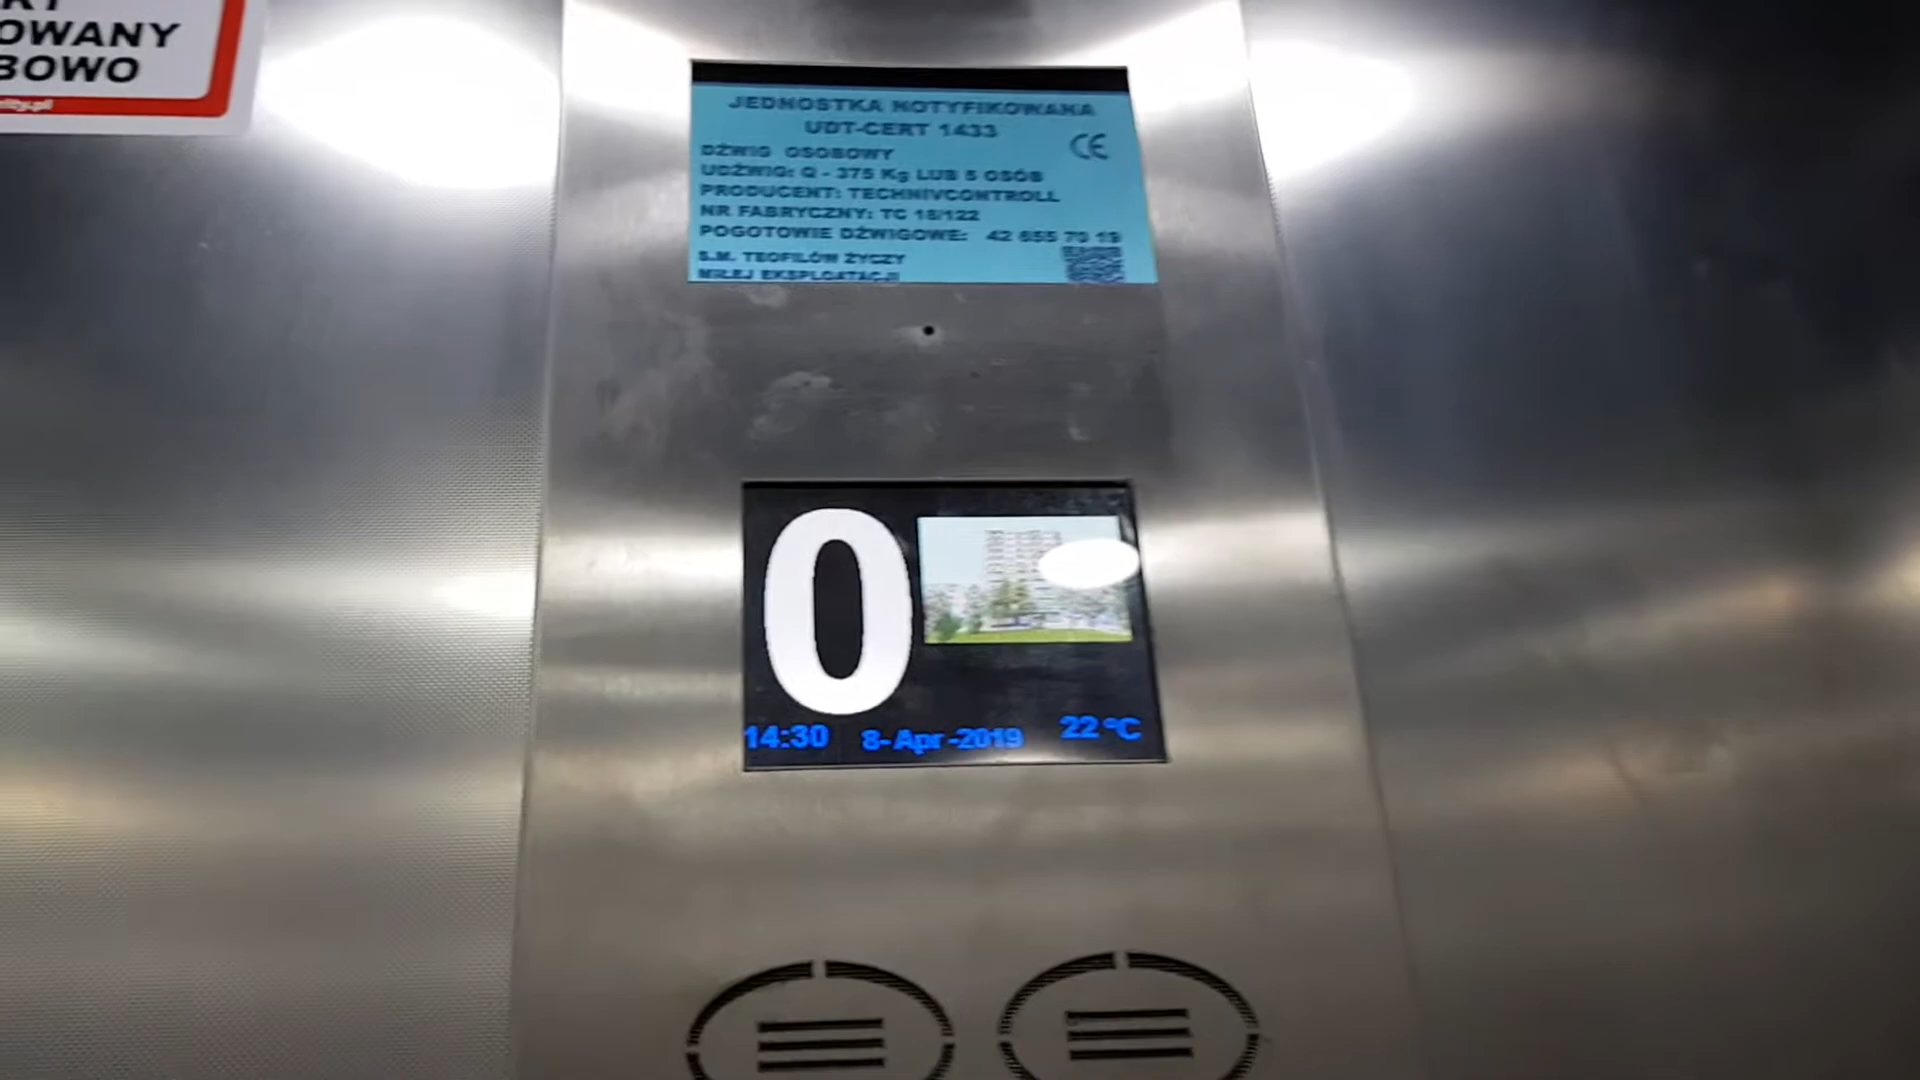 RT
OWANY
BOWO
JEDNOSTKA NOTYFIKOWANA
UDT-CERT 1433
CE
DŹWIG OSOBOWY
UDŹWIG: Q - 375 Kg LUB 5 OSÓB
PRODUCENT: TECHNIVCONTROLL
NR FABRYCZNY: TC 18/122
POGOTOWIE DŹWIGOWE: 42 655 70 19
S.M. TEOFILÓW ŻYCZY
MIŁEJ EKSPLOATACJI
0
14:30 8-Apr-2019 22°C